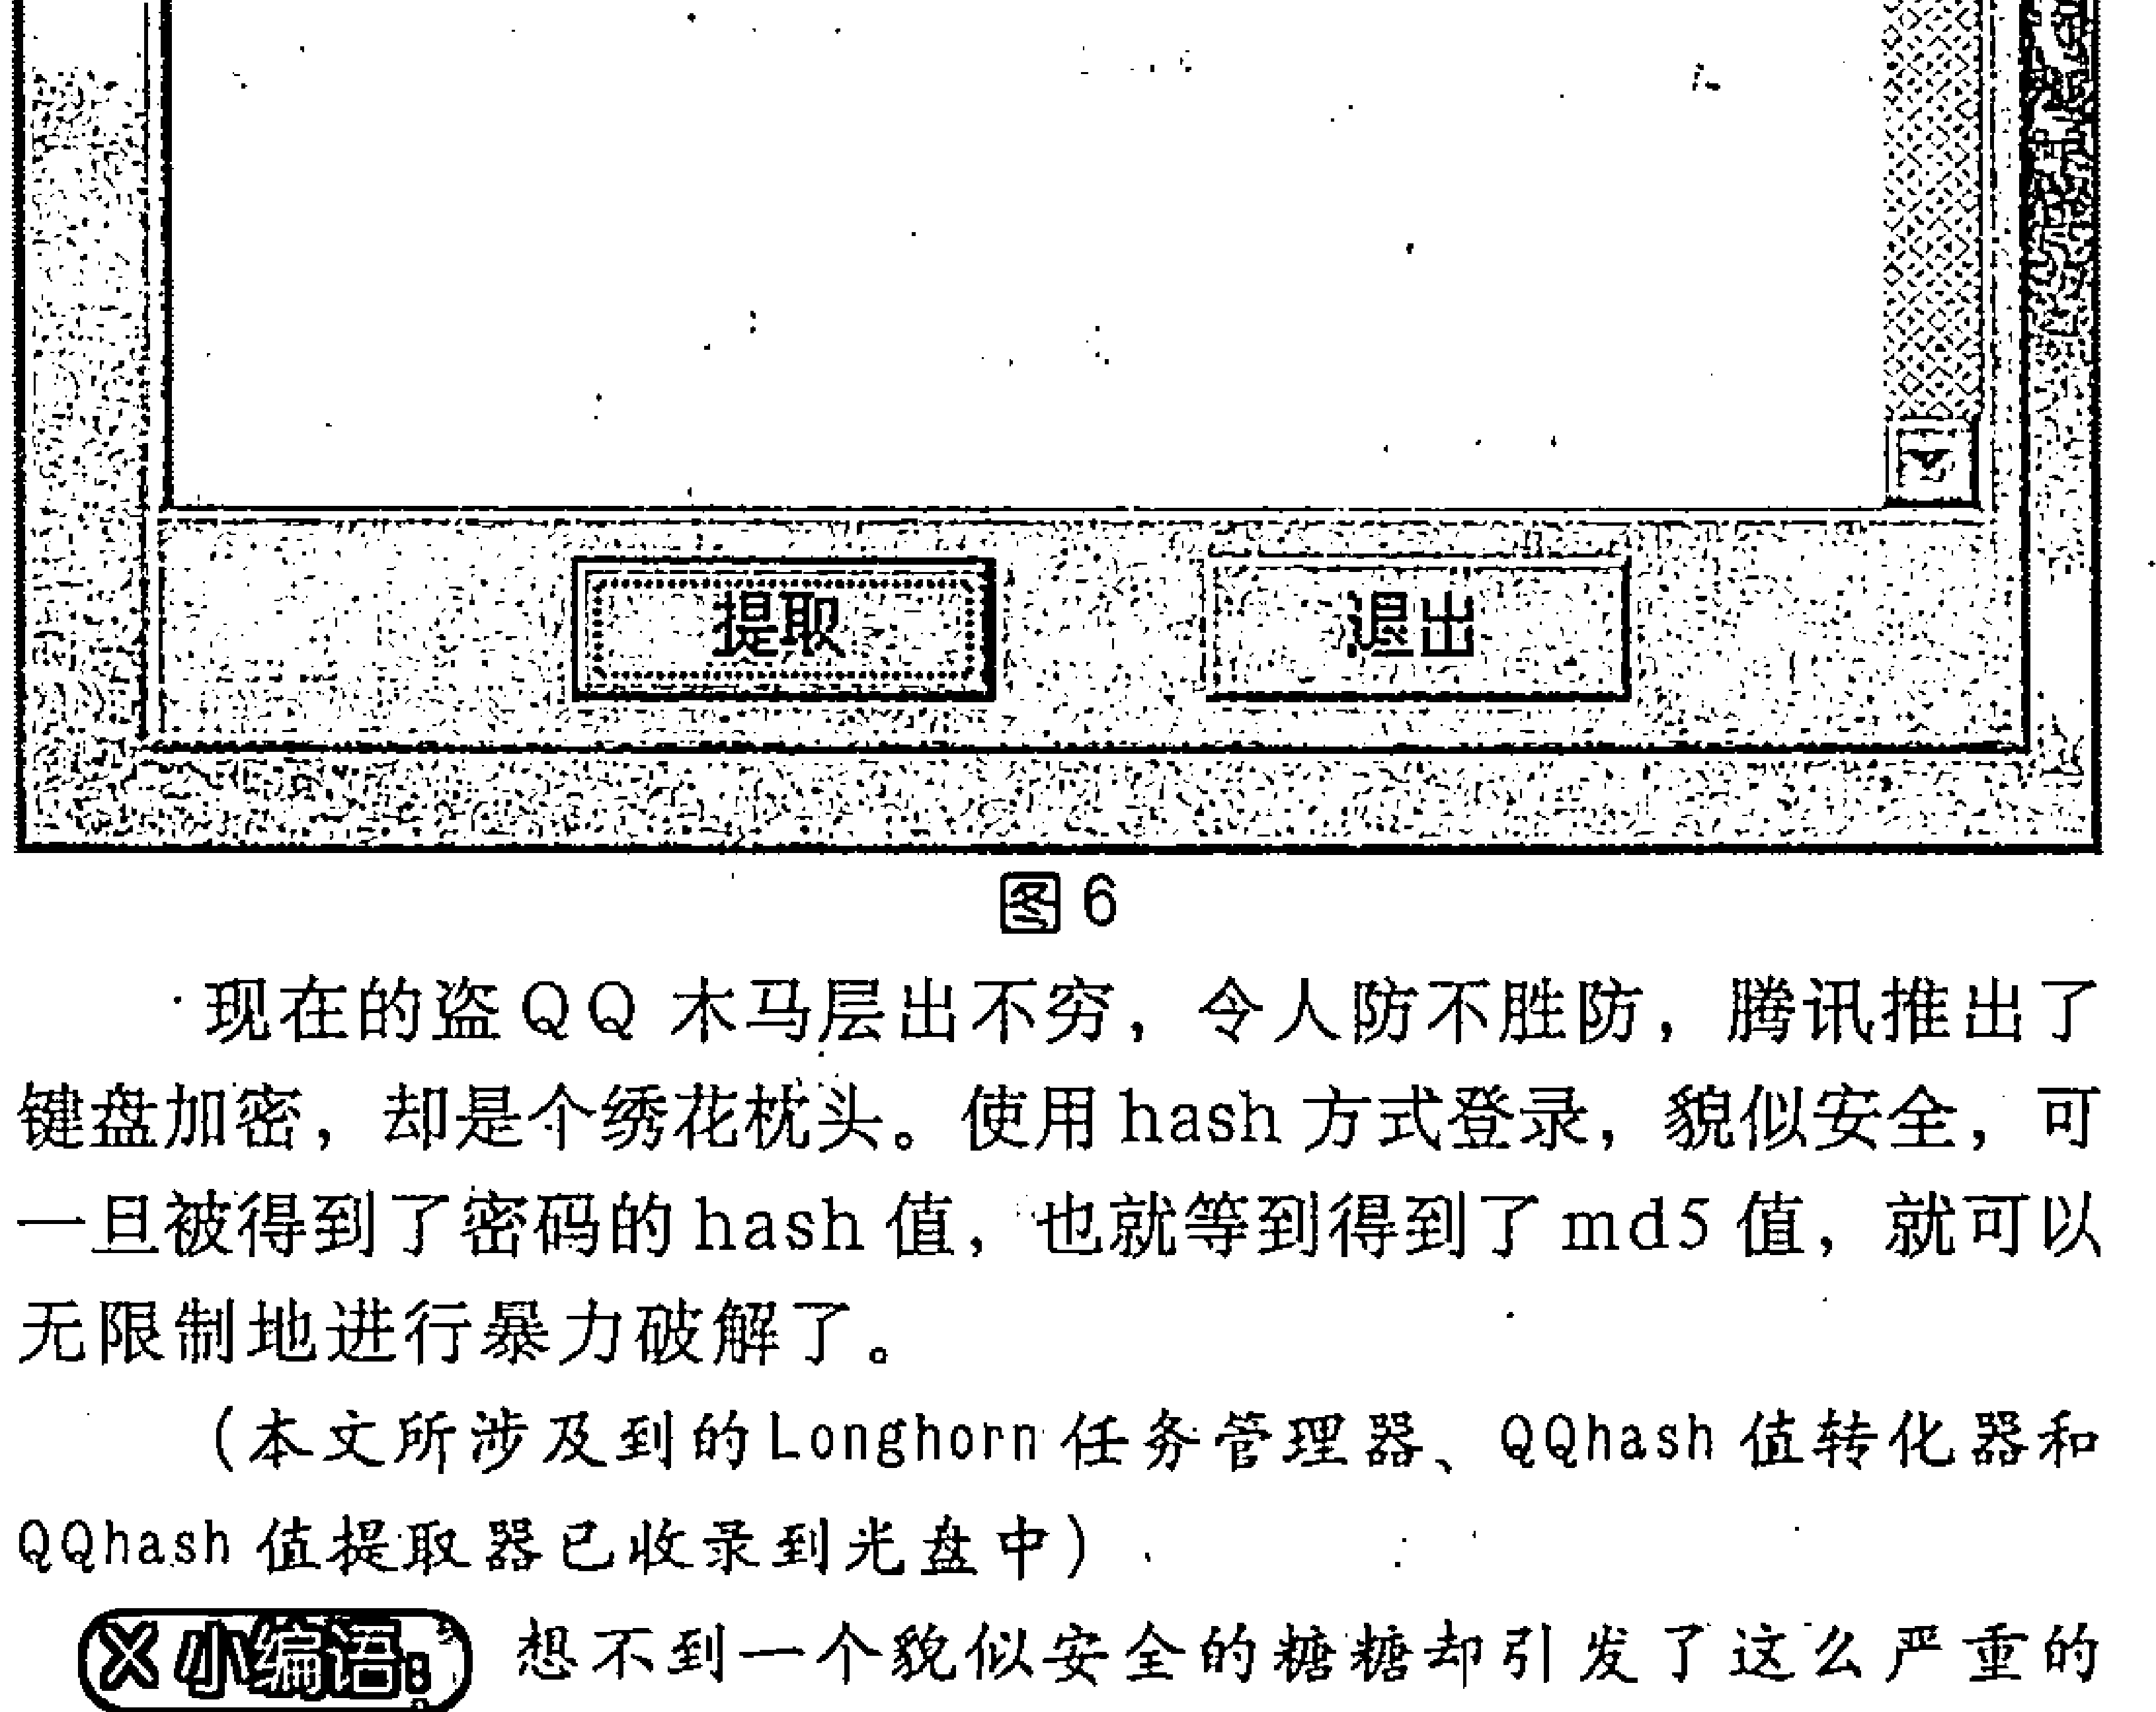 提取 退出
图6
现在的盗QQ 木马层出不穷，令人防不胜防，腾讯推出了
键盘加密，却是个绣花枕头。使用hash方式登录，貌似安全，可
一旦被得到了密码的hash值，也就等到得到了md5值，就可以
无限制地进行暴力破解了。
（本文所涉及到的Longhorn任务管理器、QQhash值转化器和
QQhash值提取器已收录到光盘中）
X小编语： 想不到一个貌似安全的糖糖却引发了这么严重的